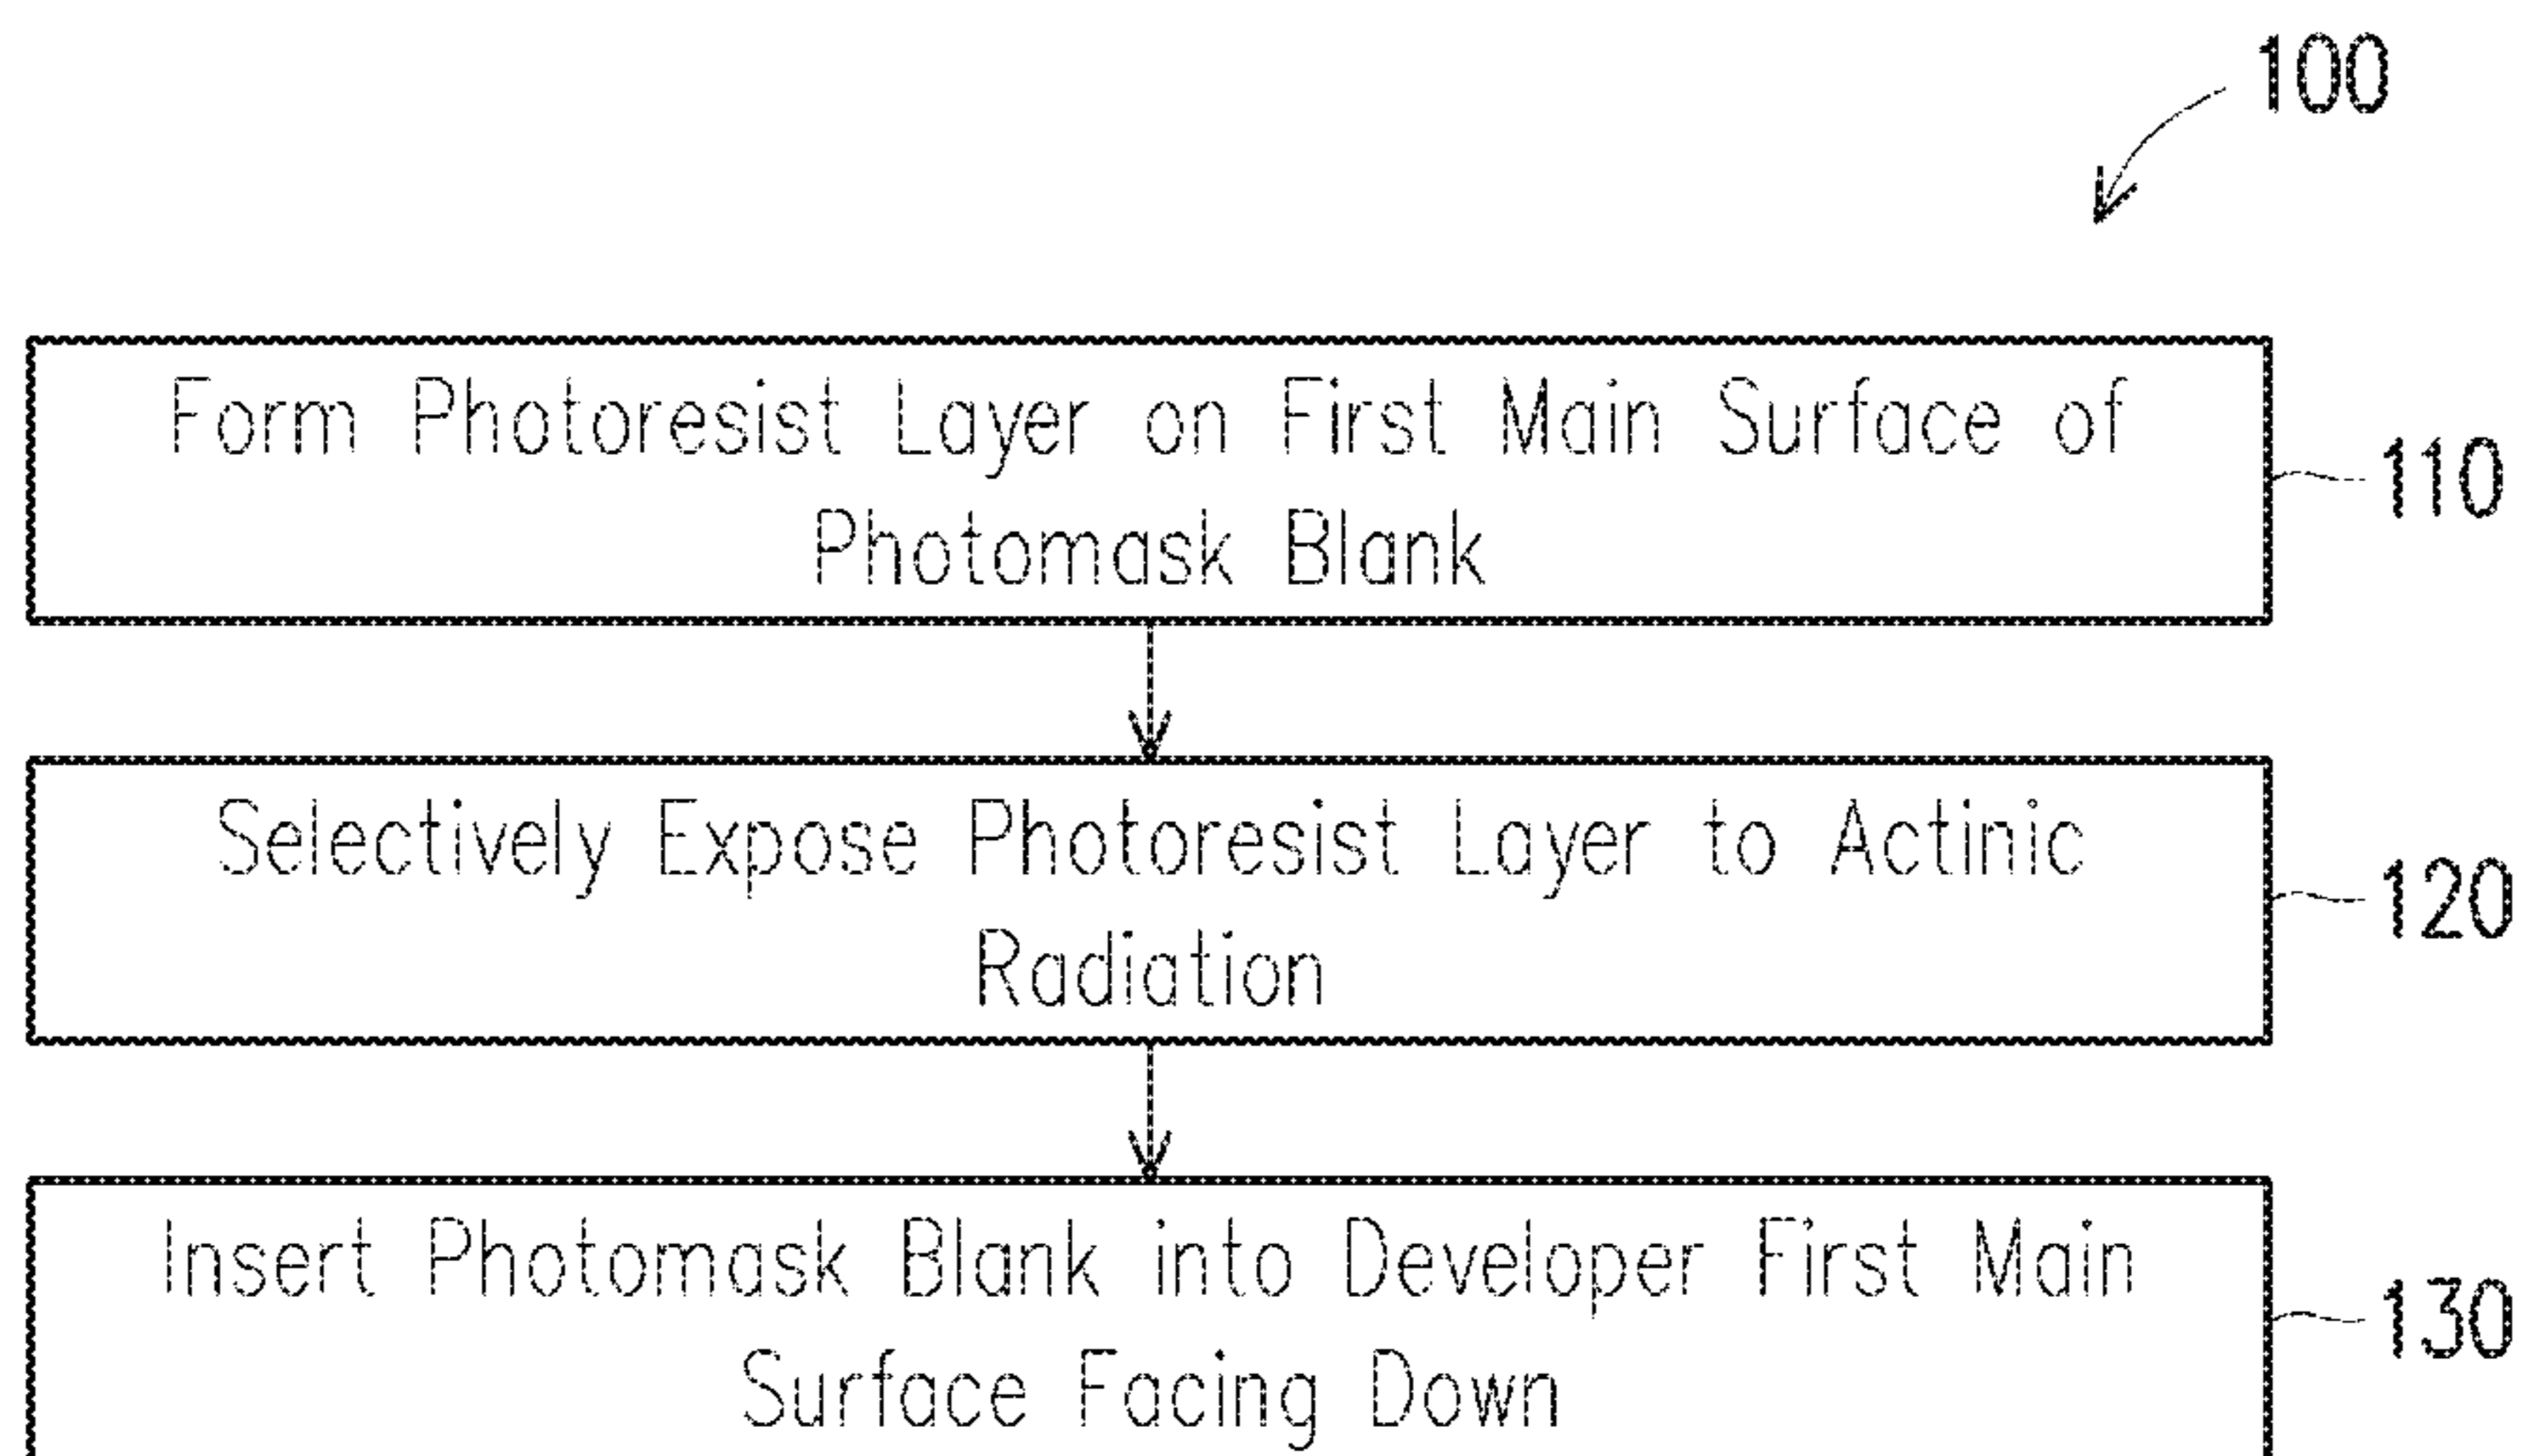 100
Form Photoresist Layer on First Main Surface of
Photomask Blank
110
Selectively Expose Photoresist Layer to Actinic
Radiation
120
Insert Photomask Blank into Developer First Main
Surface Facing Down
130